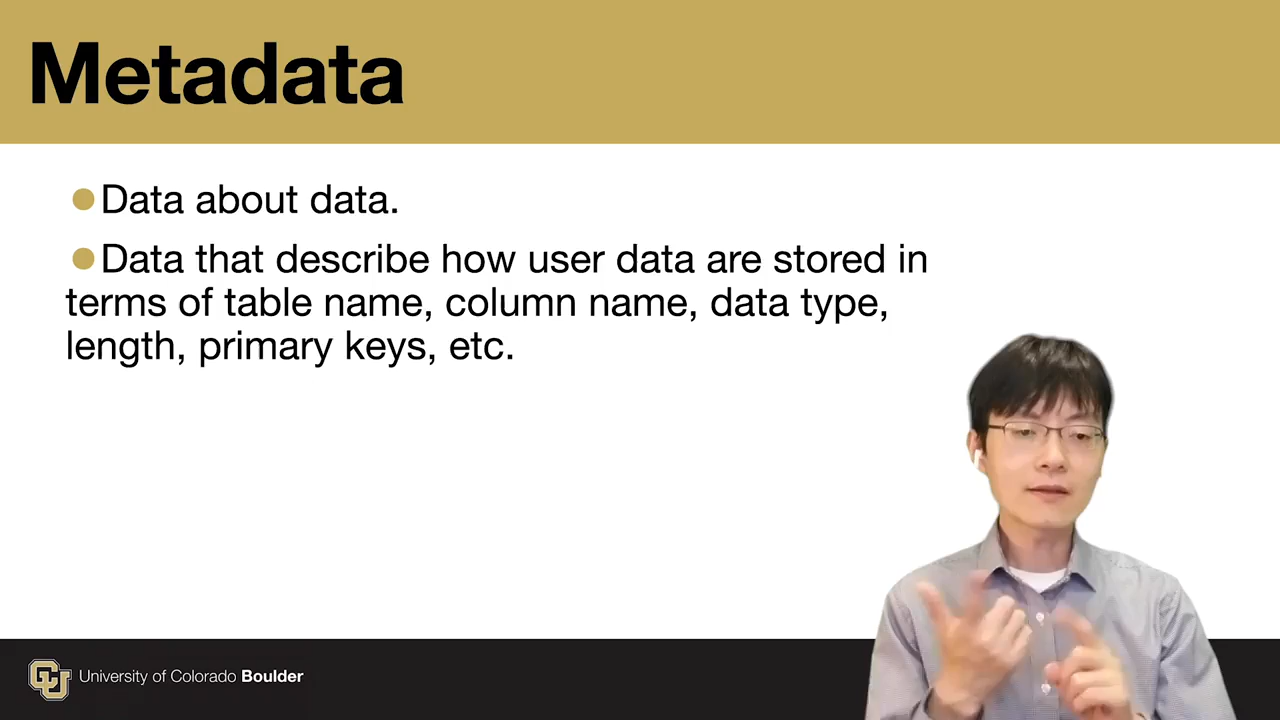 Metadata
●Data about data.
●Data that describe how user data are stored in
terms of table name, column name, data type,
length, primary keys, etc.
CU University of Colorado Boulder